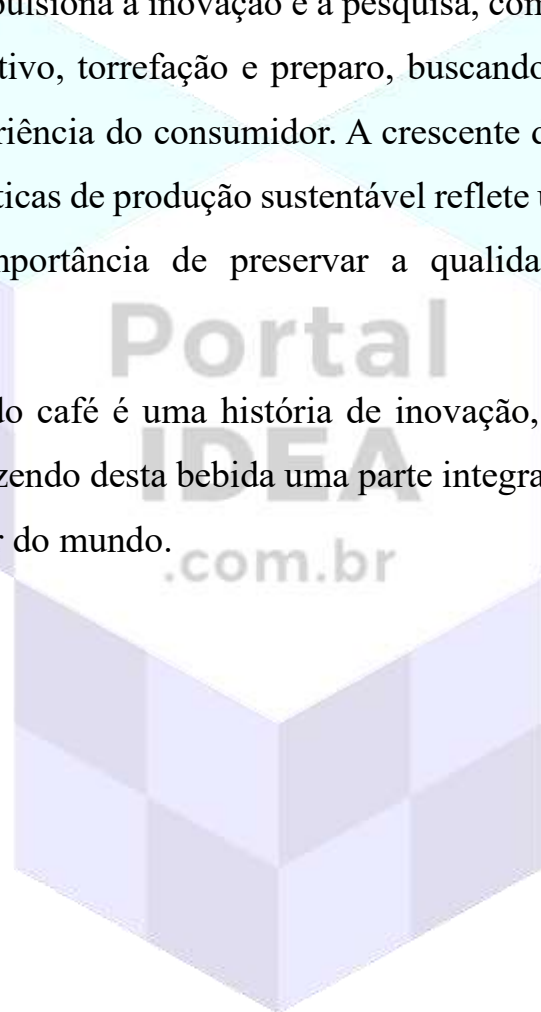 pulsiona a inovação e a pesquisa, com
tivo, torrefação e preparo, buscando
riência do consumidor. A crescente d
ticas de produção sustentável reflete u
mportância de preservar a qualida
Portal
do café é uma história de inovação,
IDEA
zendo desta bebida uma parte integra
r do mundo.
.com.br